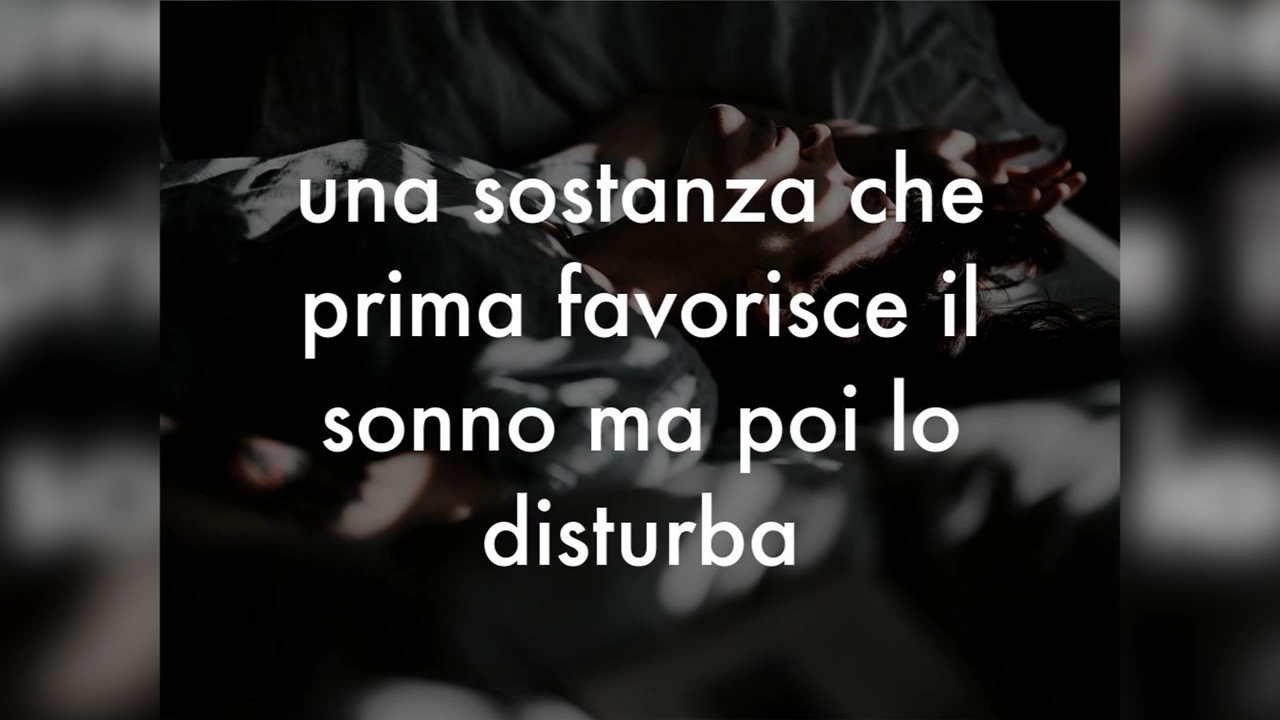 una sostanza che
prima favorisce il
sonno ma poi lo
disturba